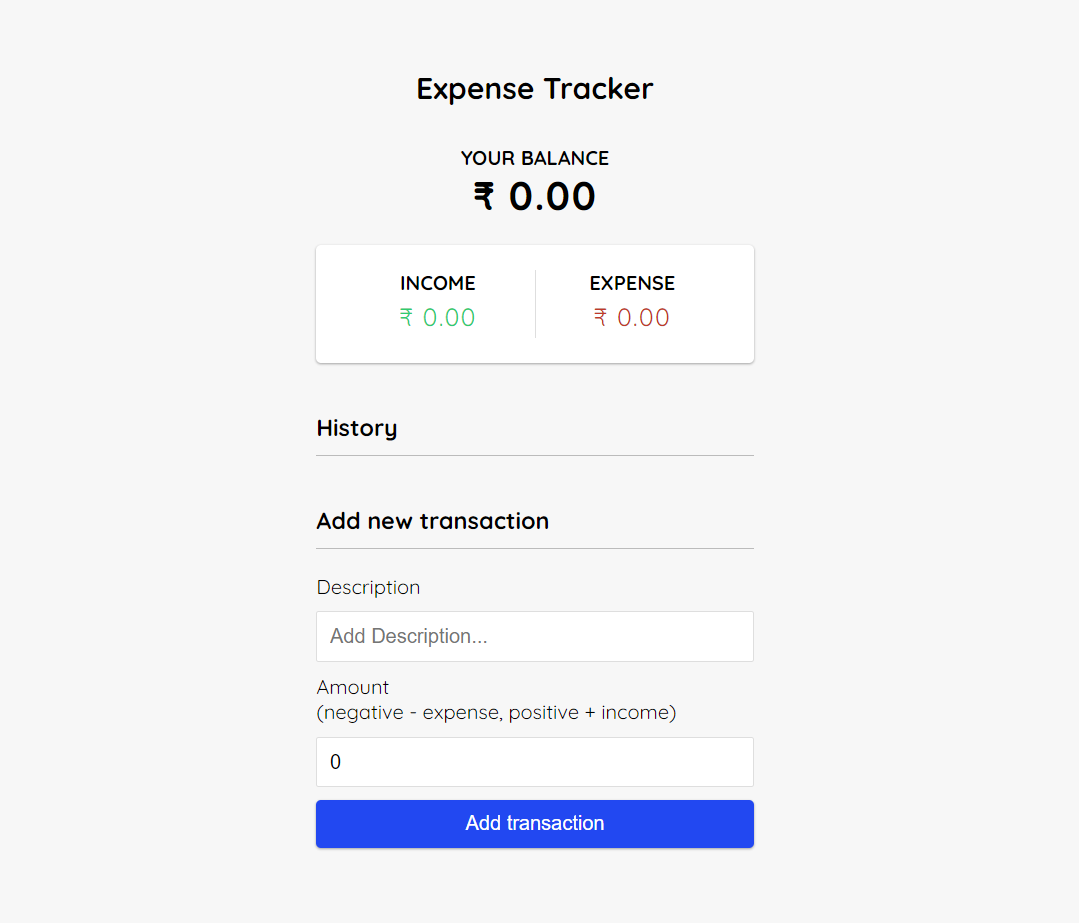 Expense Tracker
YOUR BALANCE
₹ 0.00
INCOME
₹ 0.00
EXPENSE
₹ 0.00
History
Add new transaction
Description
Add Description...
Amount
(negative - expense, positive + income)
0
Add transaction